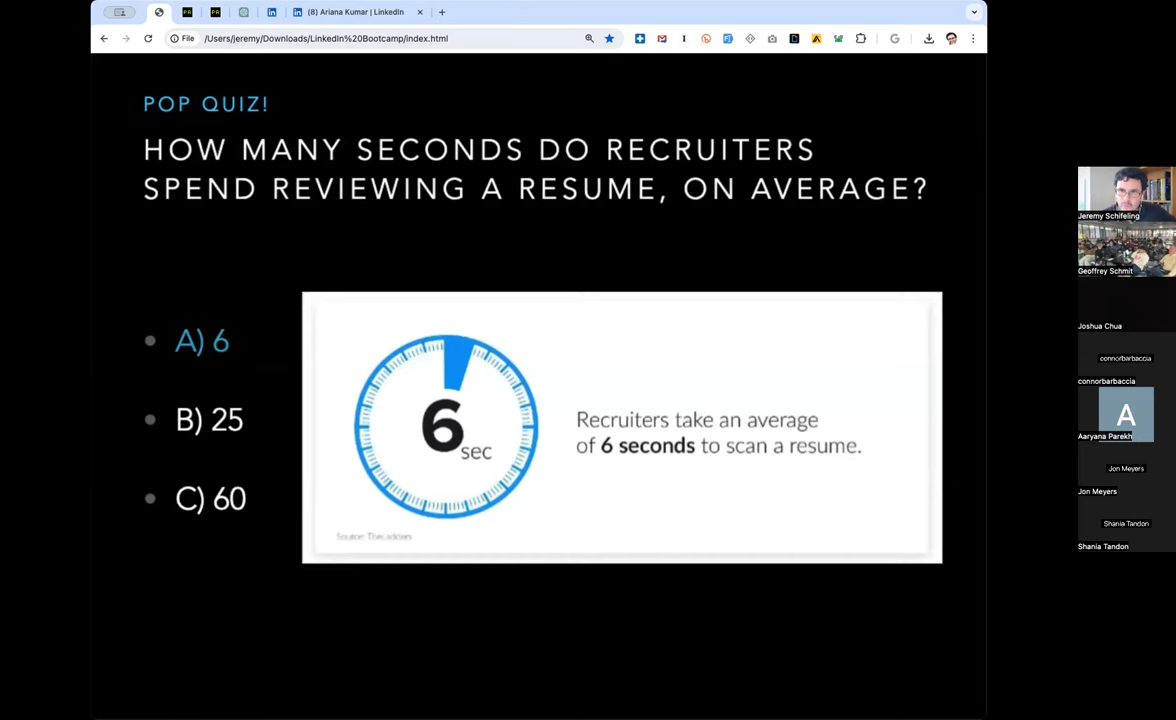 (8) Ariana Kumar | LinkedIn
File
/Users/jeremy/Downloads/LinkedIn%20Bootcamp/index.html
POP QUIZ!
HOW MANY SECONDS DO RECRUITERS
SPEND REVIEWING A RESUME, ON AVERAGE?
A) 6
B) 25
C) 60
6
sec
Recruiters take an average
of 6 seconds to scan a resume.
Source: TheLadders
Jeremy Schifeling
Geoffrey Schmit
Joshua Chua
connorbarbaccia
connorbarbaccia
A
Aaryana Parekh
Jon Meyers
Jon Meyers
Shania Tandon
Shania Tandon